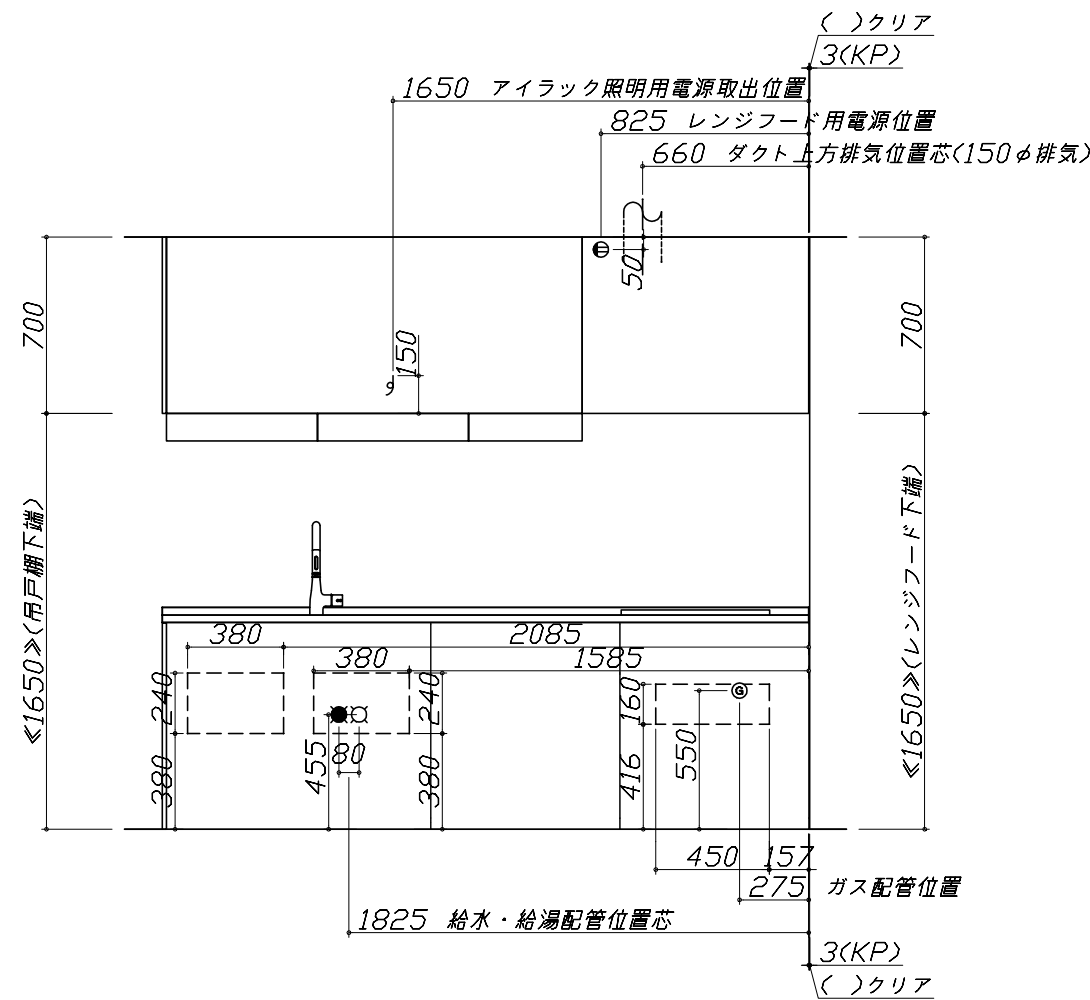 ( )クリア
3(KP)
1650 アイラック照明用電源取出位置
825 レンジフード用電源位置
660 ダクト上方排気位置芯(150φ排気)
50
700
700
150
≪1650≫(吊戸棚下端)
≪1650≫(レンジフード下端)
380
2085
380
1585
240
240
160
G
455
80
550
380
380
416
450
157
275 ガス配管位置
1825 給水・給湯配管位置芯
3(KP)
( )クリア